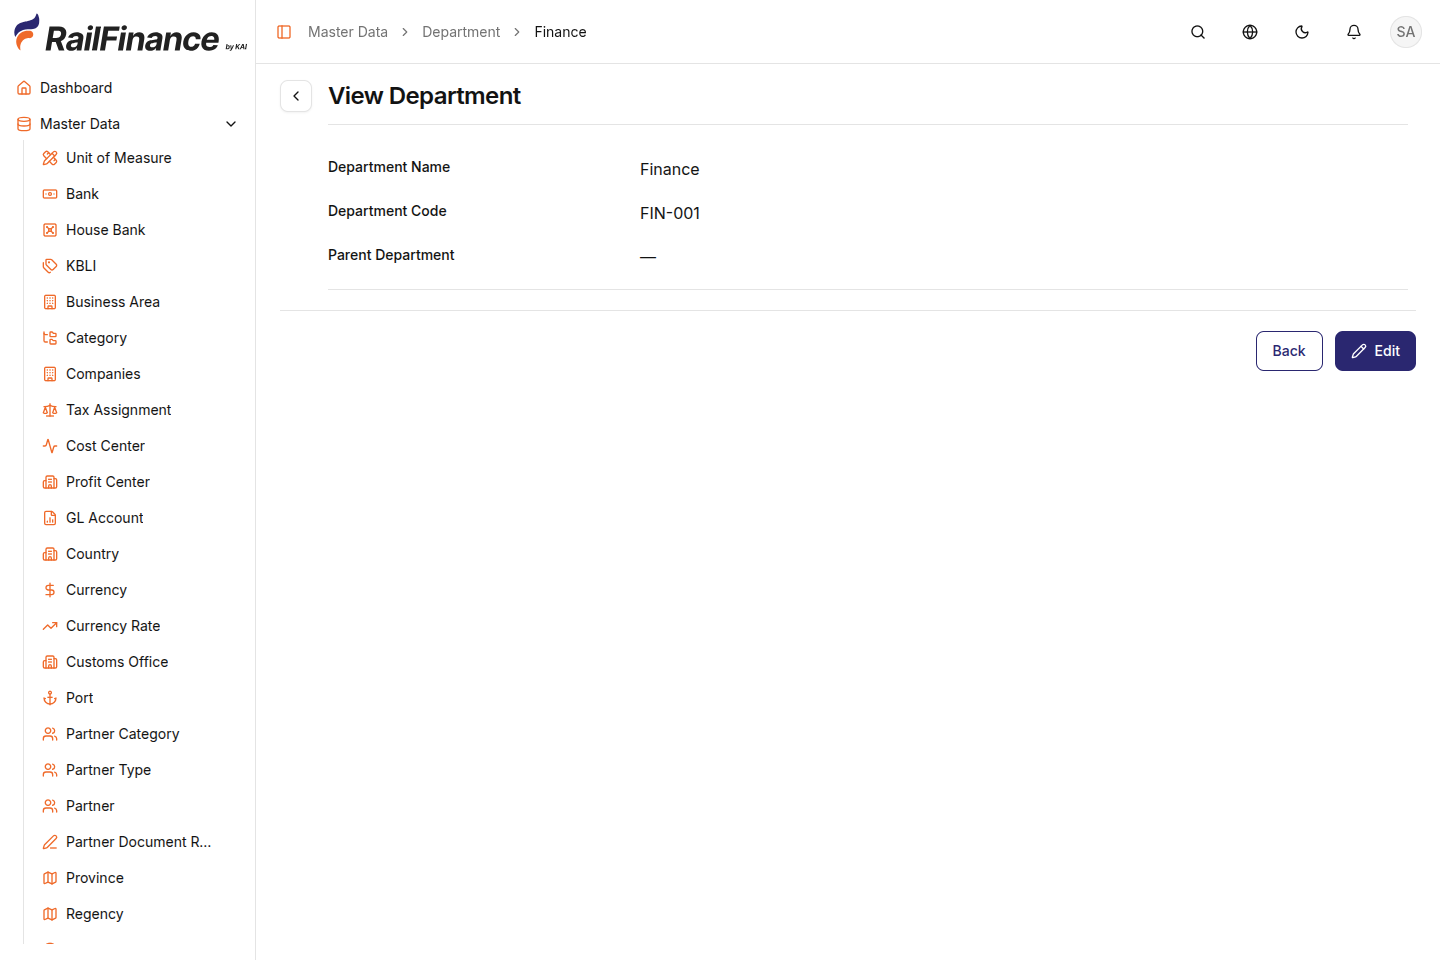 RailFinance by KAI
Master Data > Department > Finance
SA
Dashboard
Master Data
Unit of Measure
Bank
House Bank
KBLI
Business Area
Category
Companies
Tax Assignment
Cost Center
Profit Center
GL Account
Country
Currency
Currency Rate
Customs Office
Port
Partner Category
Partner Type
Partner
Partner Document R...
Province
Regency
View Department
Department Name Finance
Department Code FIN-001
Parent Department —
Back Edit